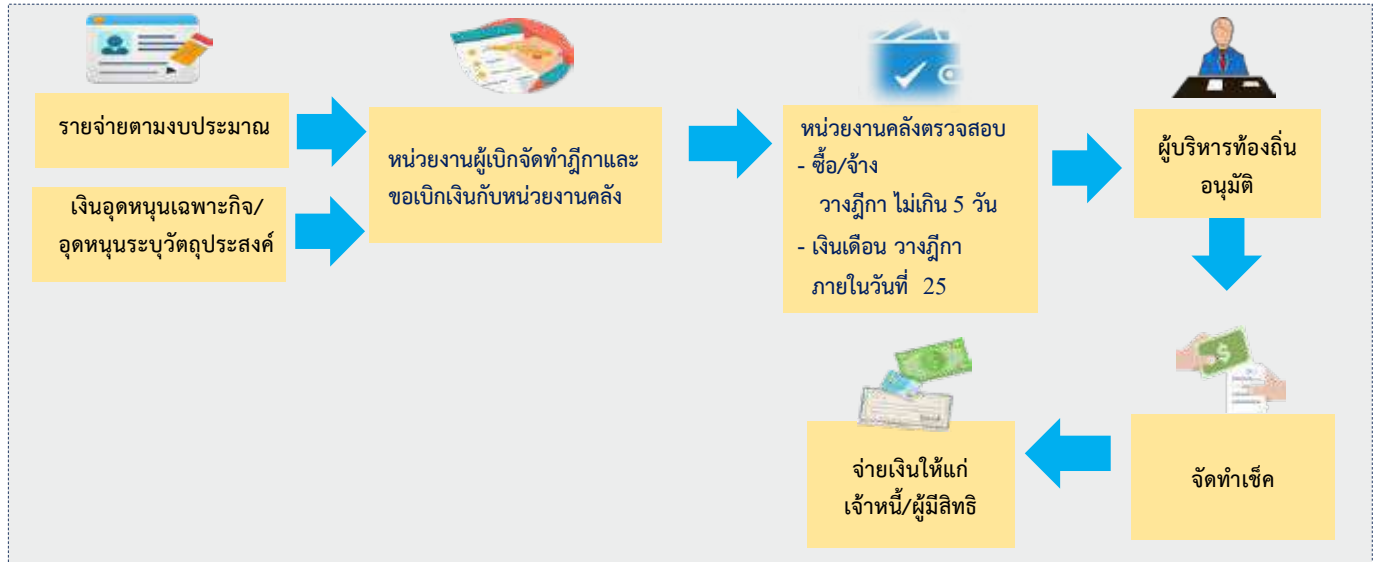 รายจ่ายตามงบประมาณ
เงินอุดหนุนเฉพาะกิจ/
อุดหนุนระบุวัตถุประสงค์
หน่วยงานผู้เบิกจัดทำฎีกาและ
ขอเบิกเงินกับหน่วยงานคลัง
หน่วยงานคลังตรวจสอบ
- ซื้อ/จ้าง
วางฎีกา ไม่เกิน 5 วัน
- เงินเดือน วางฎีกา
ภายในวันที่ 25
ผู้บริหารท้องถิ่น
อนุมัติ
จัดทำเช็ค
จ่ายเงินให้แก่
เจ้าหนี้/ผู้มีสิทธิ